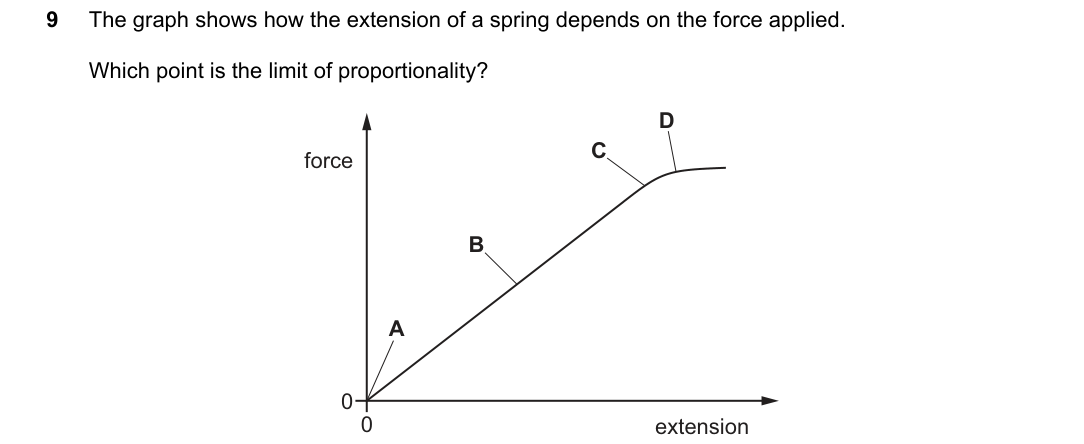 9 The graph shows how the extension of a spring depends on the force applied.
Which point is the limit of proportionality?
D
C
force
B
A
0
0
extension